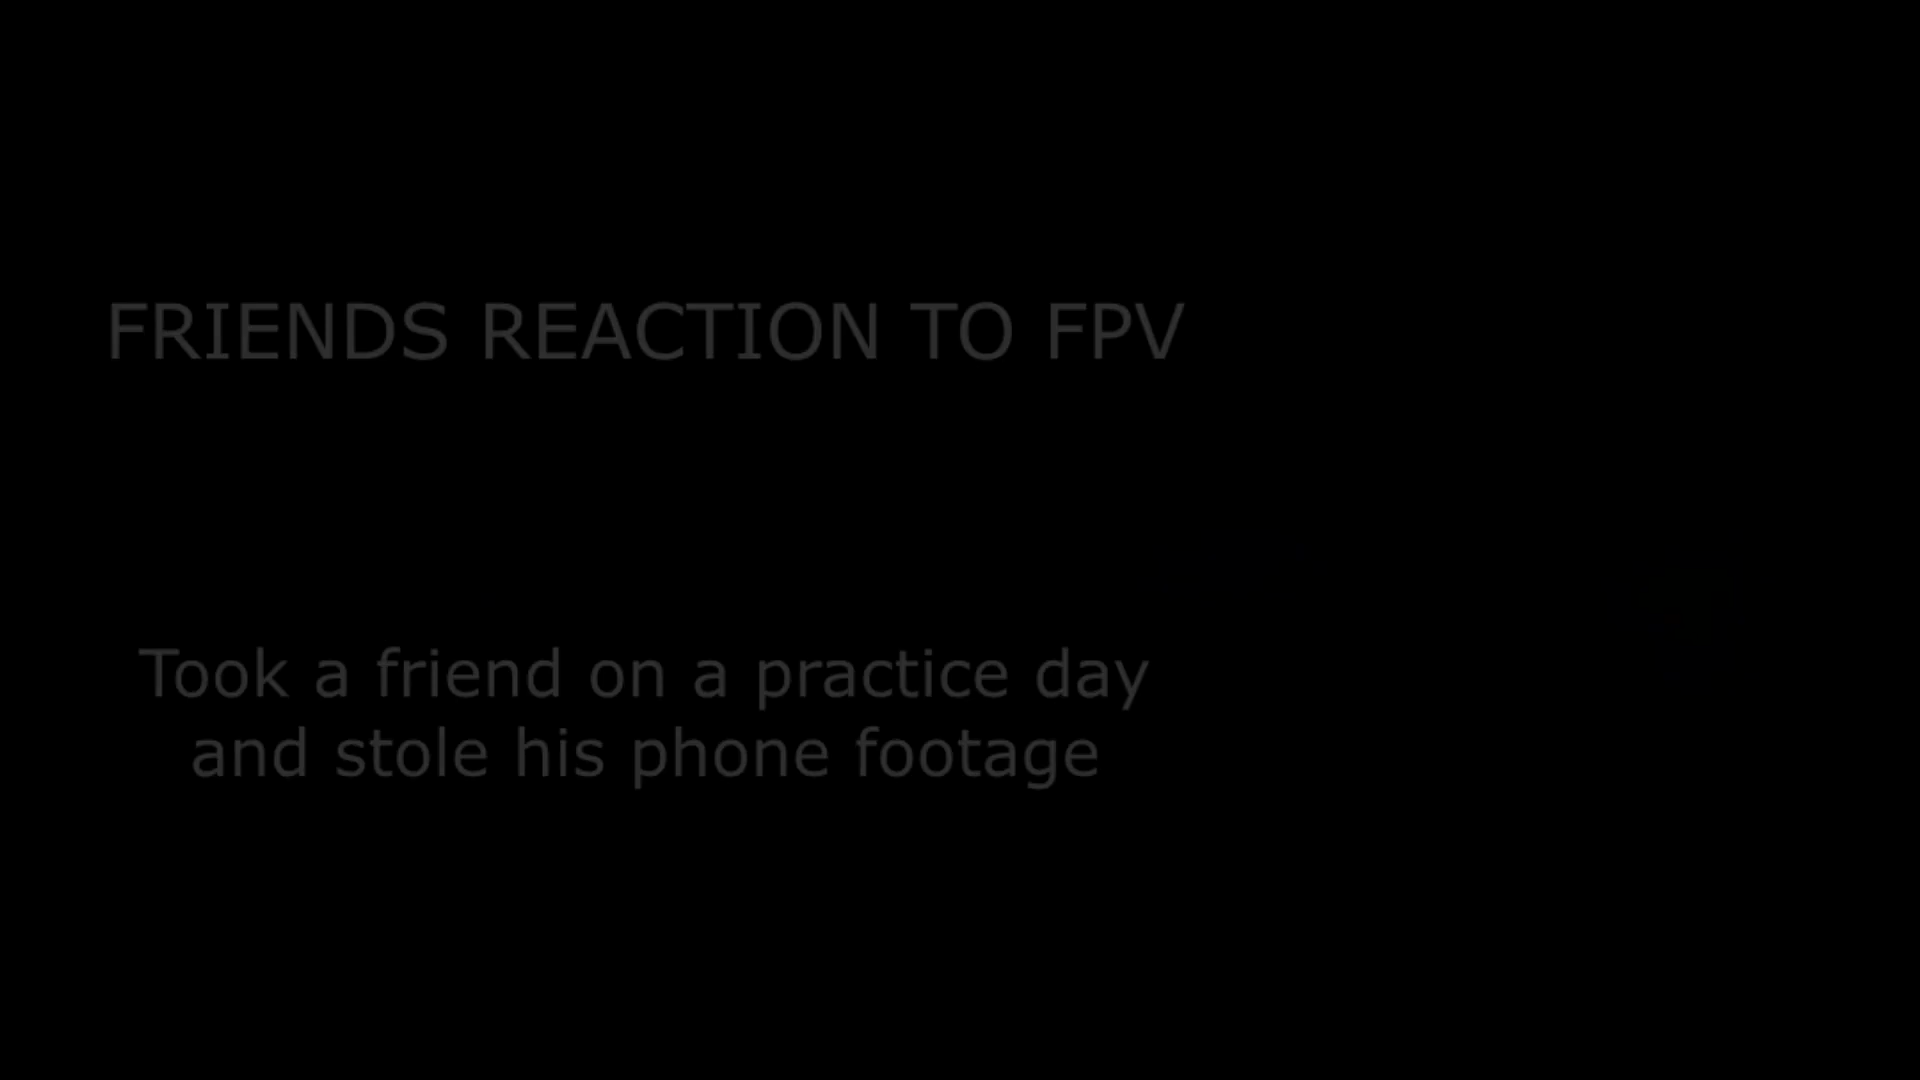 FRIENDS REACTION TO FPV
Took a friend on a practice day
and stole his phone footage